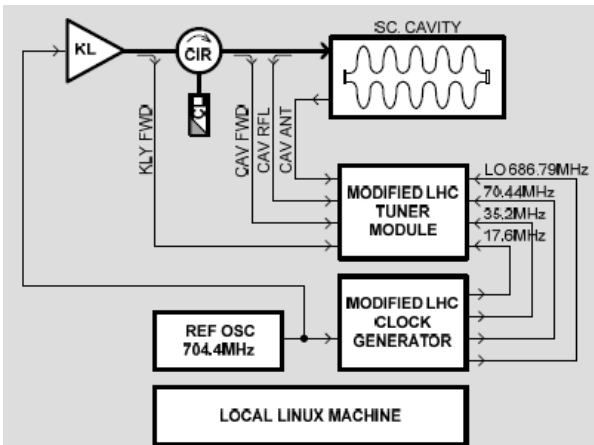 SC. CAVITY
KL
CIR
KLY FWD
CAV FWD
CAV RFL
CAV ANT
LO 686.79MHz
70.44MHz
35.2MHz
17.6MHz
MODIFIED LHC
TUNER
MODULE
MODIFIED LHC
CLOCK
GENERATOR
REF OSC
704.4MHz
LOCAL LINUX MACHINE